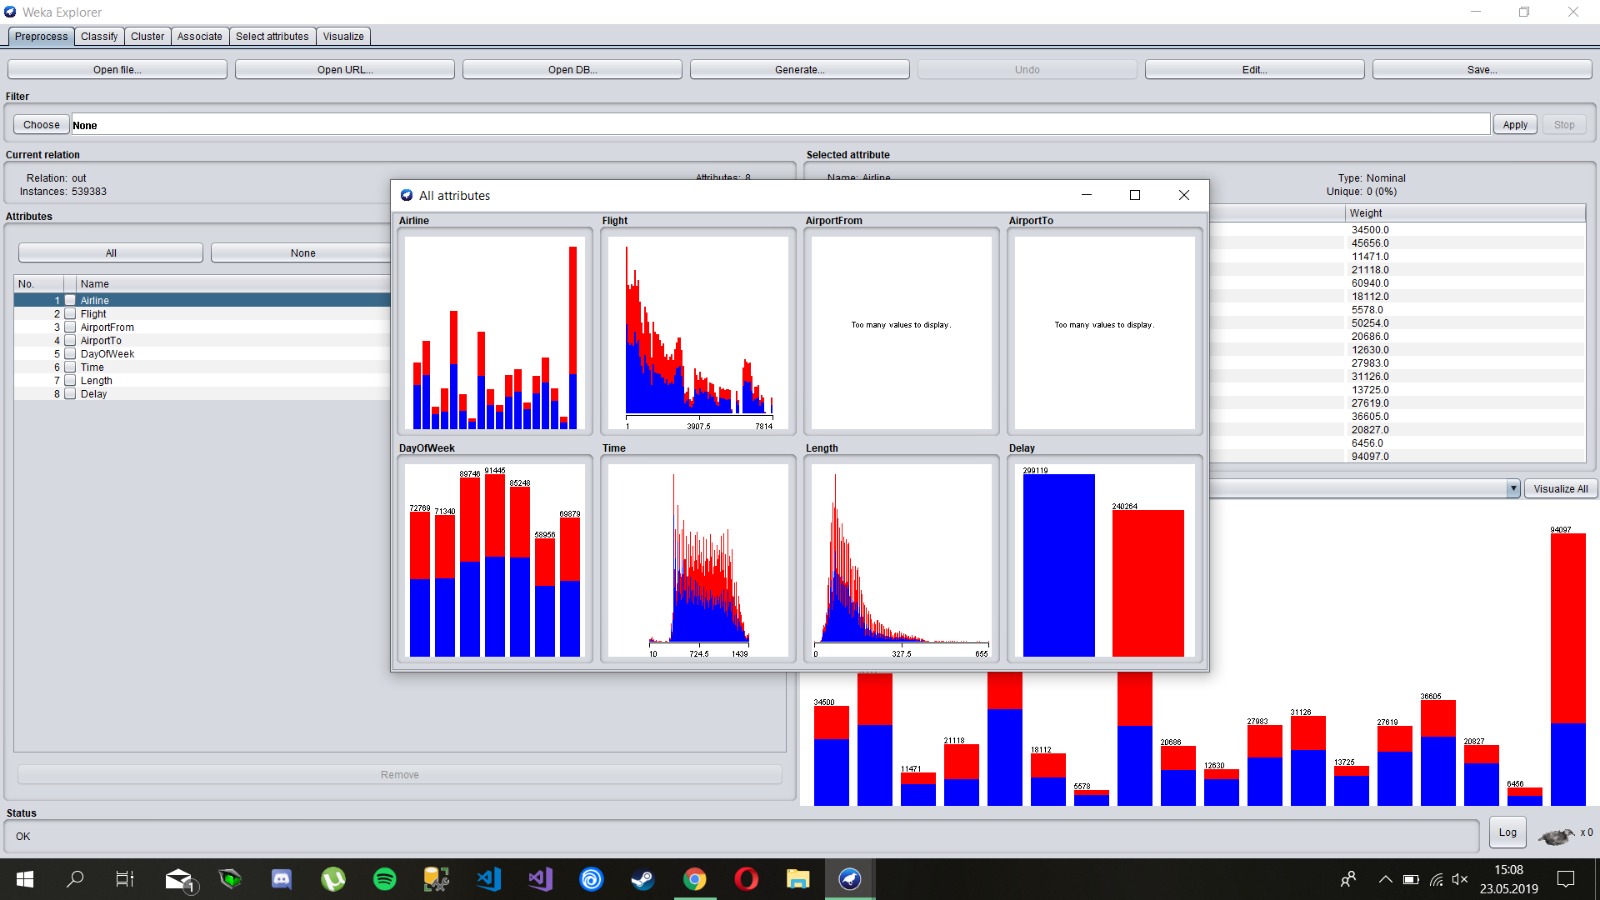 Weka Explorer
Preprocess Classify Cluster Associate Select attributes Visualize
Open file... Open URL... Open DB... Generate... Undo Edit... Save...
Filter
Choose None Apply Stop
Current relation
Relation: out Attributes: 8
Instances: 539383
Selected attribute
Name: Airline Type: Nominal
Unique: 0 (0%)
Attributes
All None
No. Name
1 Airline
2 Flight
3 AirportFrom
4 AirportTo
5 DayOfWeek
6 Time
7 Length
8 Delay
Remove
All attributes
Airline Flight AirportFrom AirportTo
Too many values to display. Too many values to display.
1 3907.5 7814
DayOfWeek Time Length Delay
72769 71340 89746 91445 85248 58956 69879
10 724.5 1439
0 327.5 655
299119 240264
Weight
34500.0
45656.0
11471.0
21118.0
60940.0
18112.0
5578.0
50254.0
20686.0
12630.0
27983.0
31126.0
13725.0
27619.0
36605.0
20827.0
6456.0
94097.0
Visualize All
34500 11471 21118 18112 5578 20686 12630 27983 31126 13725 27619 36605 20827 6456 94097
Status
OK
Log x 0
1
15:08
23.05.2019